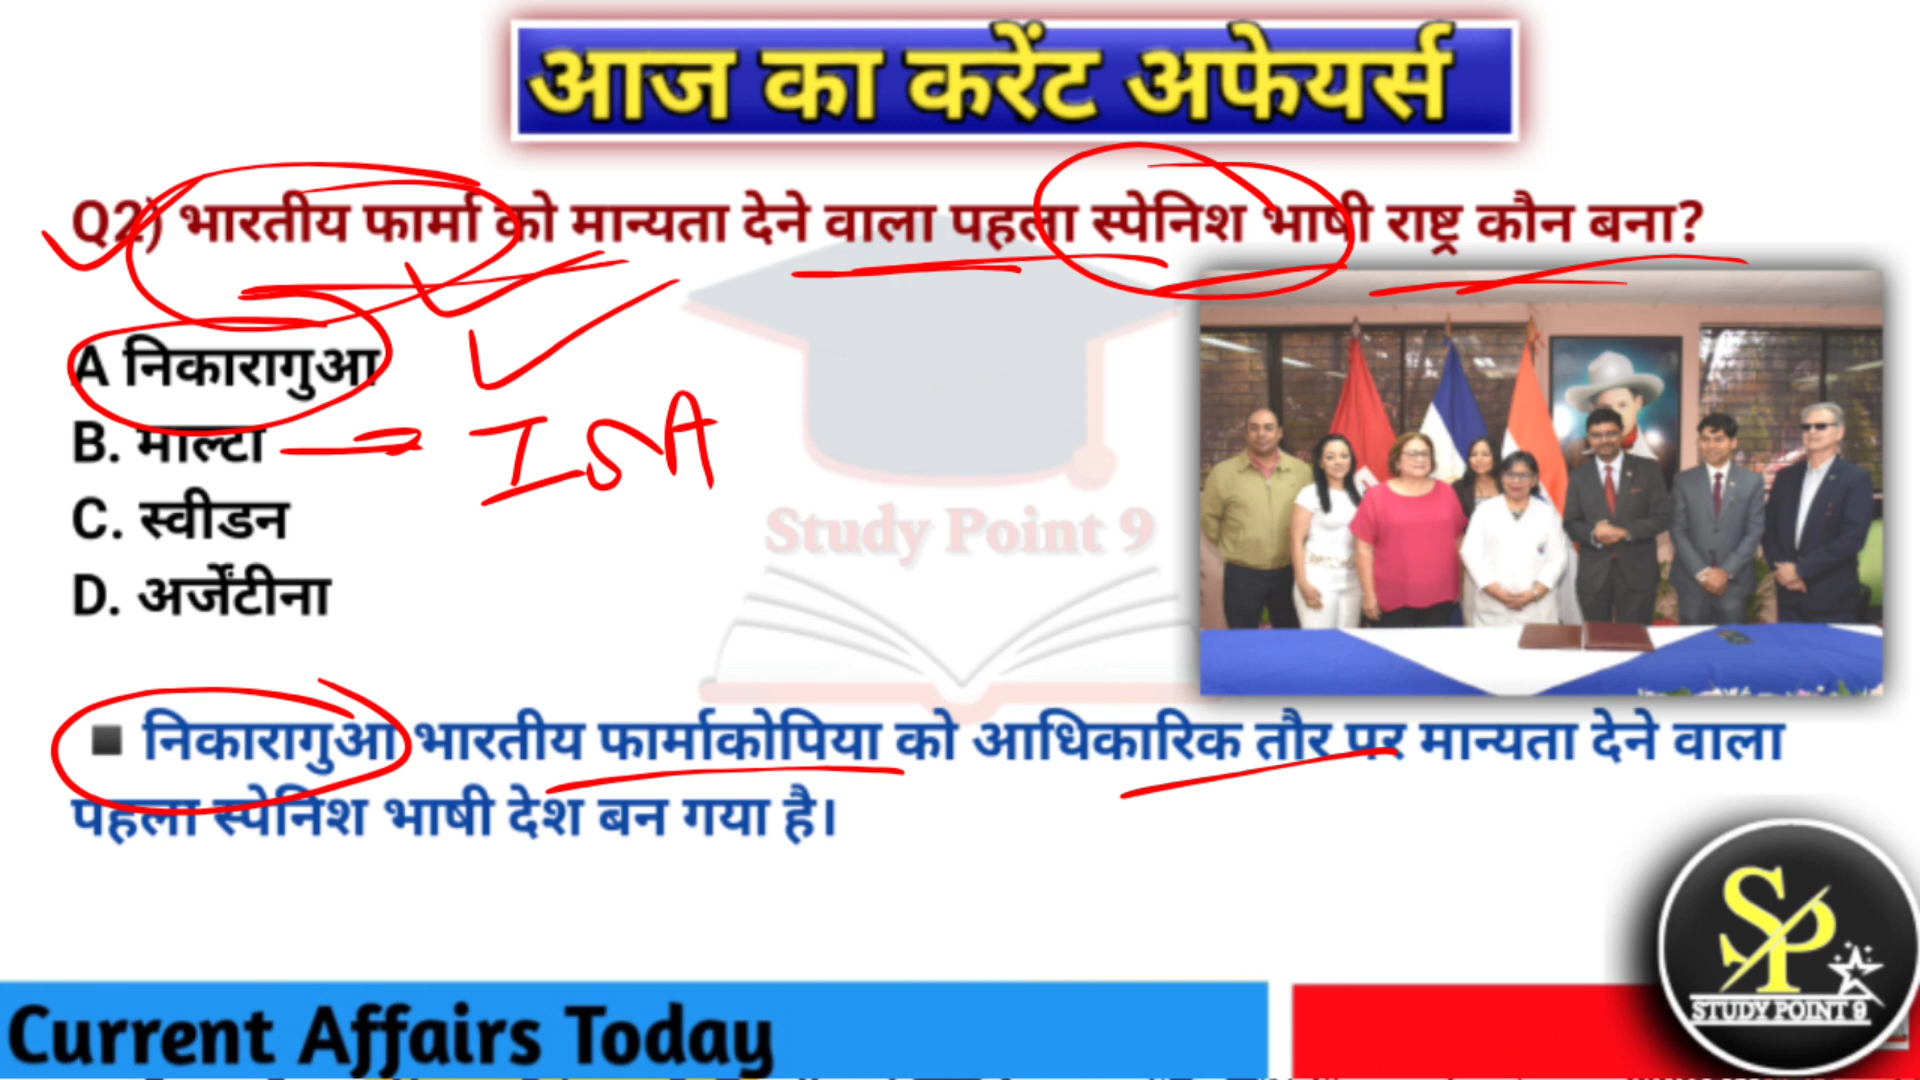 आज का करेंट अफेयर्स
Q2) भारतीय फार्मा को मान्यता देने वाला पहला स्पेनिश भाषी राष्ट्र कौन बना?
A निकारागुआ
B. माल्टा
ISA
C. स्वीडन
D. अर्जेंटीना
Study Point 9
निकारागुआ भारतीय फार्माकोपिया को आधिकारिक तौर पर मान्यता देने वाला
पहला स्पेनिश भाषी देश बन गया है।
SP
STUDY POINT 9
Current Affairs Today